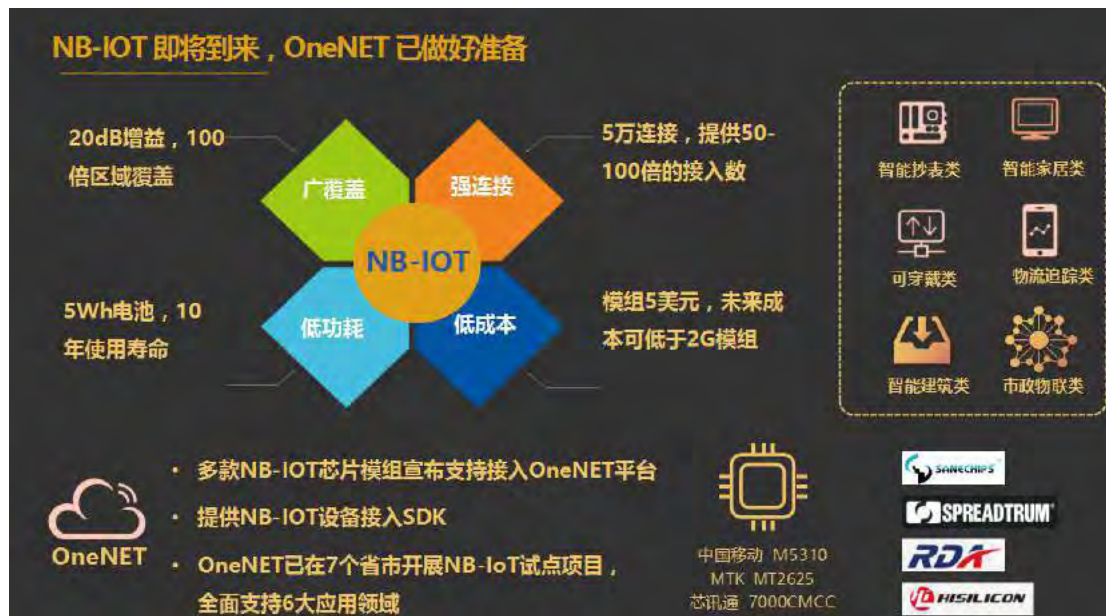 NB-IOT 即将到来，OneNET 已做好准备
20dB增益，100
倍区域覆盖
广覆盖
强连接
5万连接，提供50-
100倍的接入数
NB-IOT
5Wh电池，10
年使用寿命
低功耗
低成本
模组5美元，未来成
本可低于2G模组
智能抄表类
智能家居类
可穿戴类
物流追踪类
智能建筑类
市政物联类
OneNET
• 多款NB-IOT芯片模组宣布支持接入OneNET平台
• 提供NB-IOT设备接入SDK
• OneNET已在7个省市开展NB-IoT试点项目，
全面支持6大应用领域
中国移动 M5310
MTK MT2625
芯讯通 7000CMCC
SANECHIPS
SPREADTRUM
RDA
HISILICON